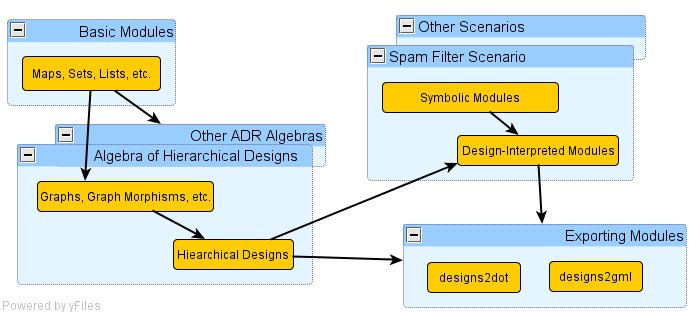 Basic Modules
Maps, Sets, Lists, etc.
Other ADR Algebras
Algebra of Hierarchical Designs
Graphs, Graph Morphisms, etc.
Hiearchical Designs
Other Scenarios
Spam Filter Scenario
Symbolic Modules
Design-Interpreted Modules
Exporting Modules
designs2dot
designs2gml
Powered by yFiles